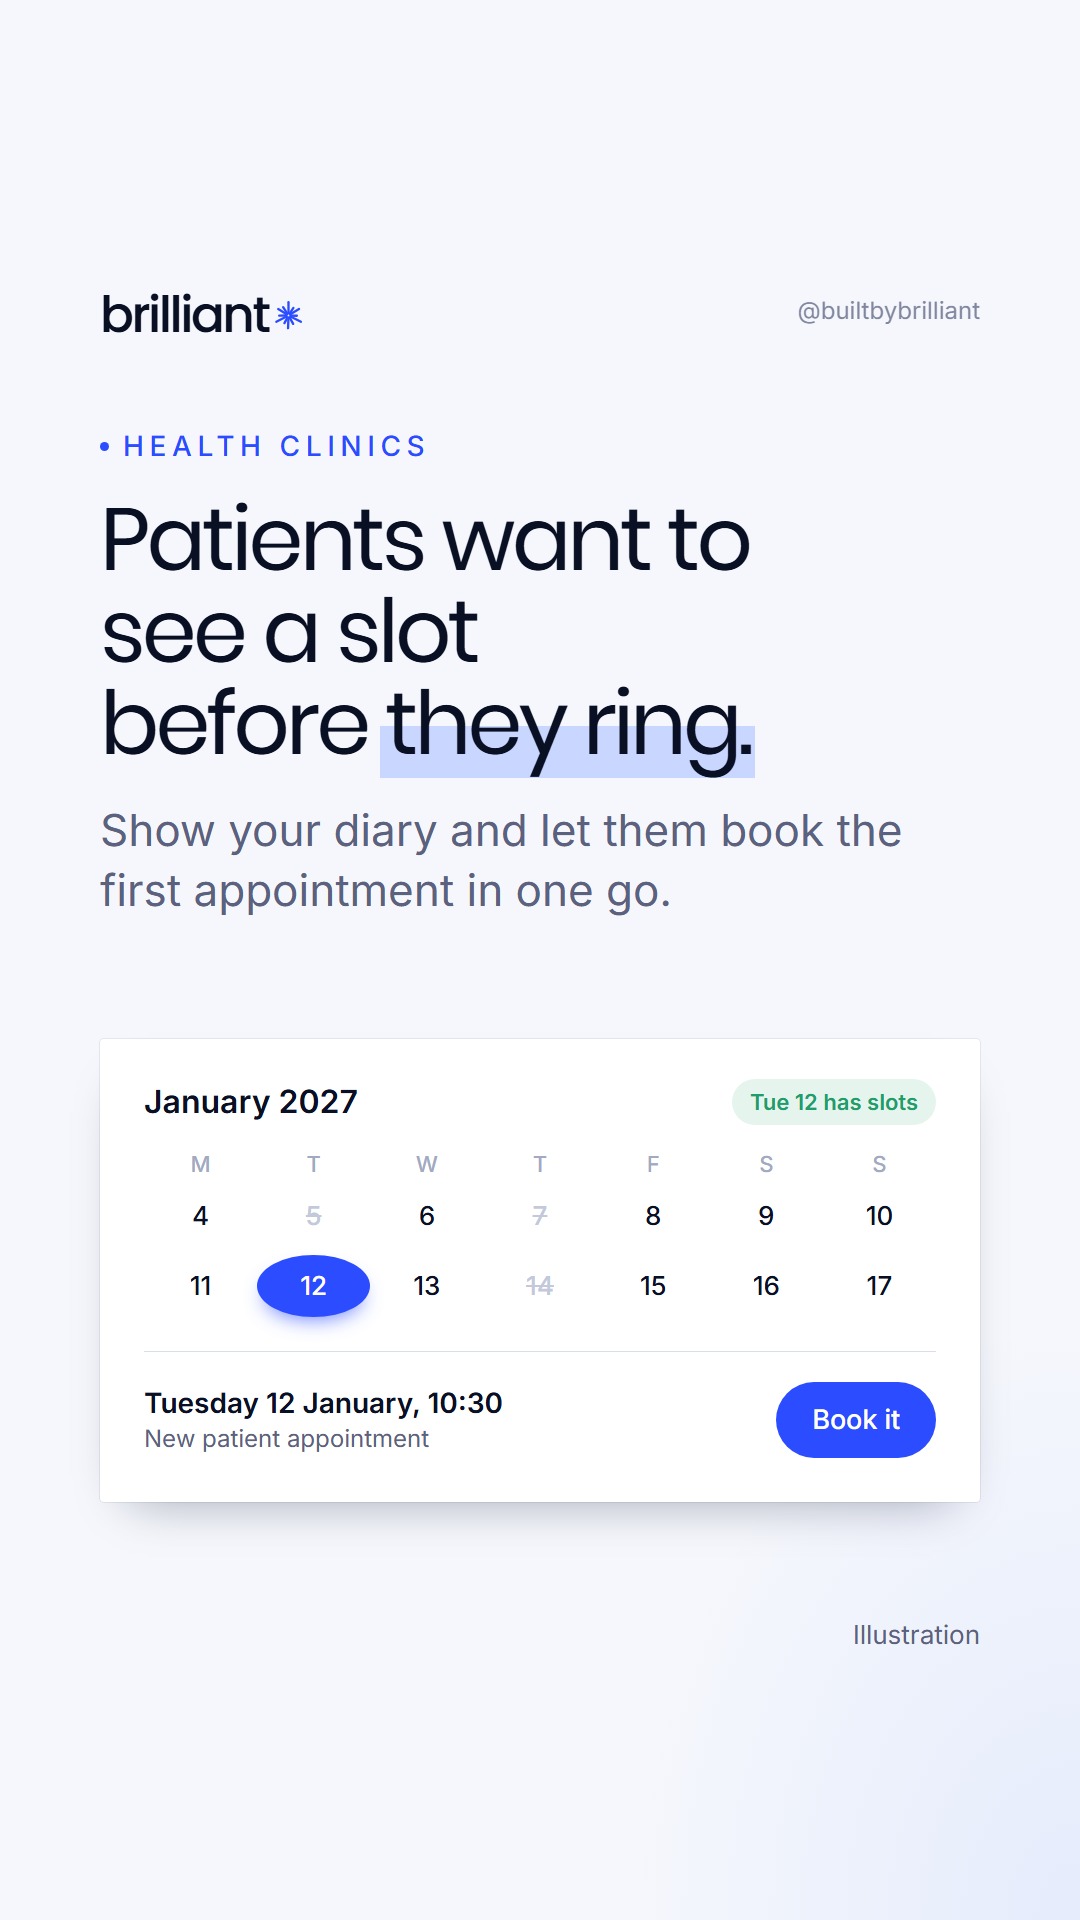 brilliant
@builtbybrilliant
• HEALTH CLINICS
Patients want to
see a slot
before they ring.
Show your diary and let them book the
first appointment in one go.
January 2027
Tue 12 has slots
M T W T F S S
4 5 6 7 8 9 10
11 12 13 14 15 16 17
Tuesday 12 January, 10:30
New patient appointment
Book it
Illustration